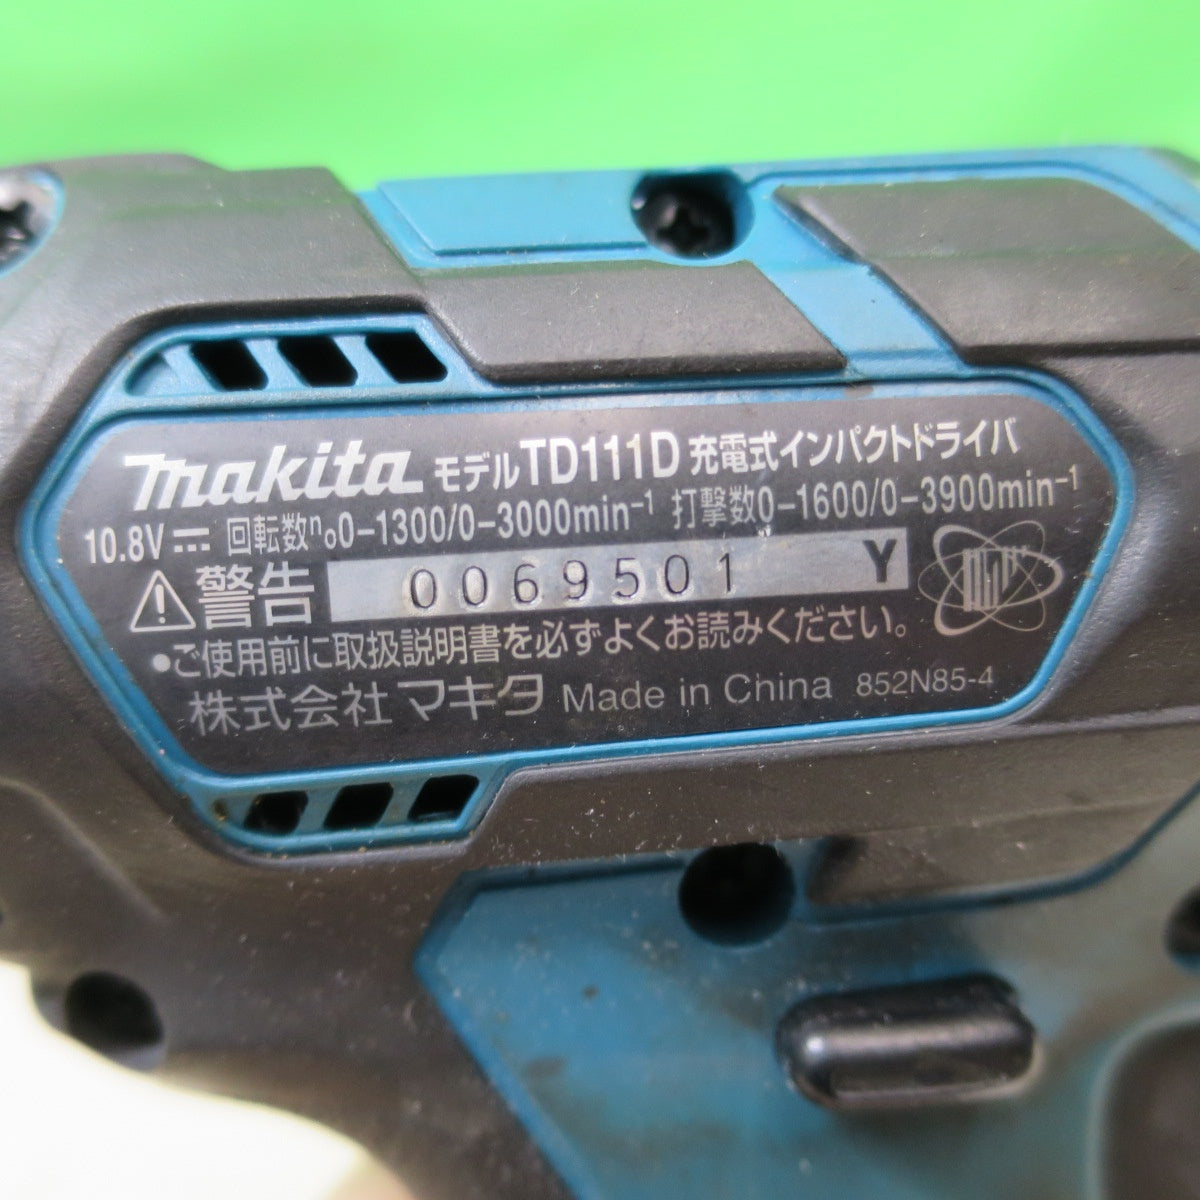 makita モデルTD111D 充電式インパクトドライバ
10.8V⎓ 回転数n₀0-1300/0-3000min⁻¹ 打撃数0-1600/0-3900min⁻¹
⚠警告 0069501 Y
●ご使用前に取扱説明書を必ずよくお読みください。
株式会社マキタ Made in China 852N85-4